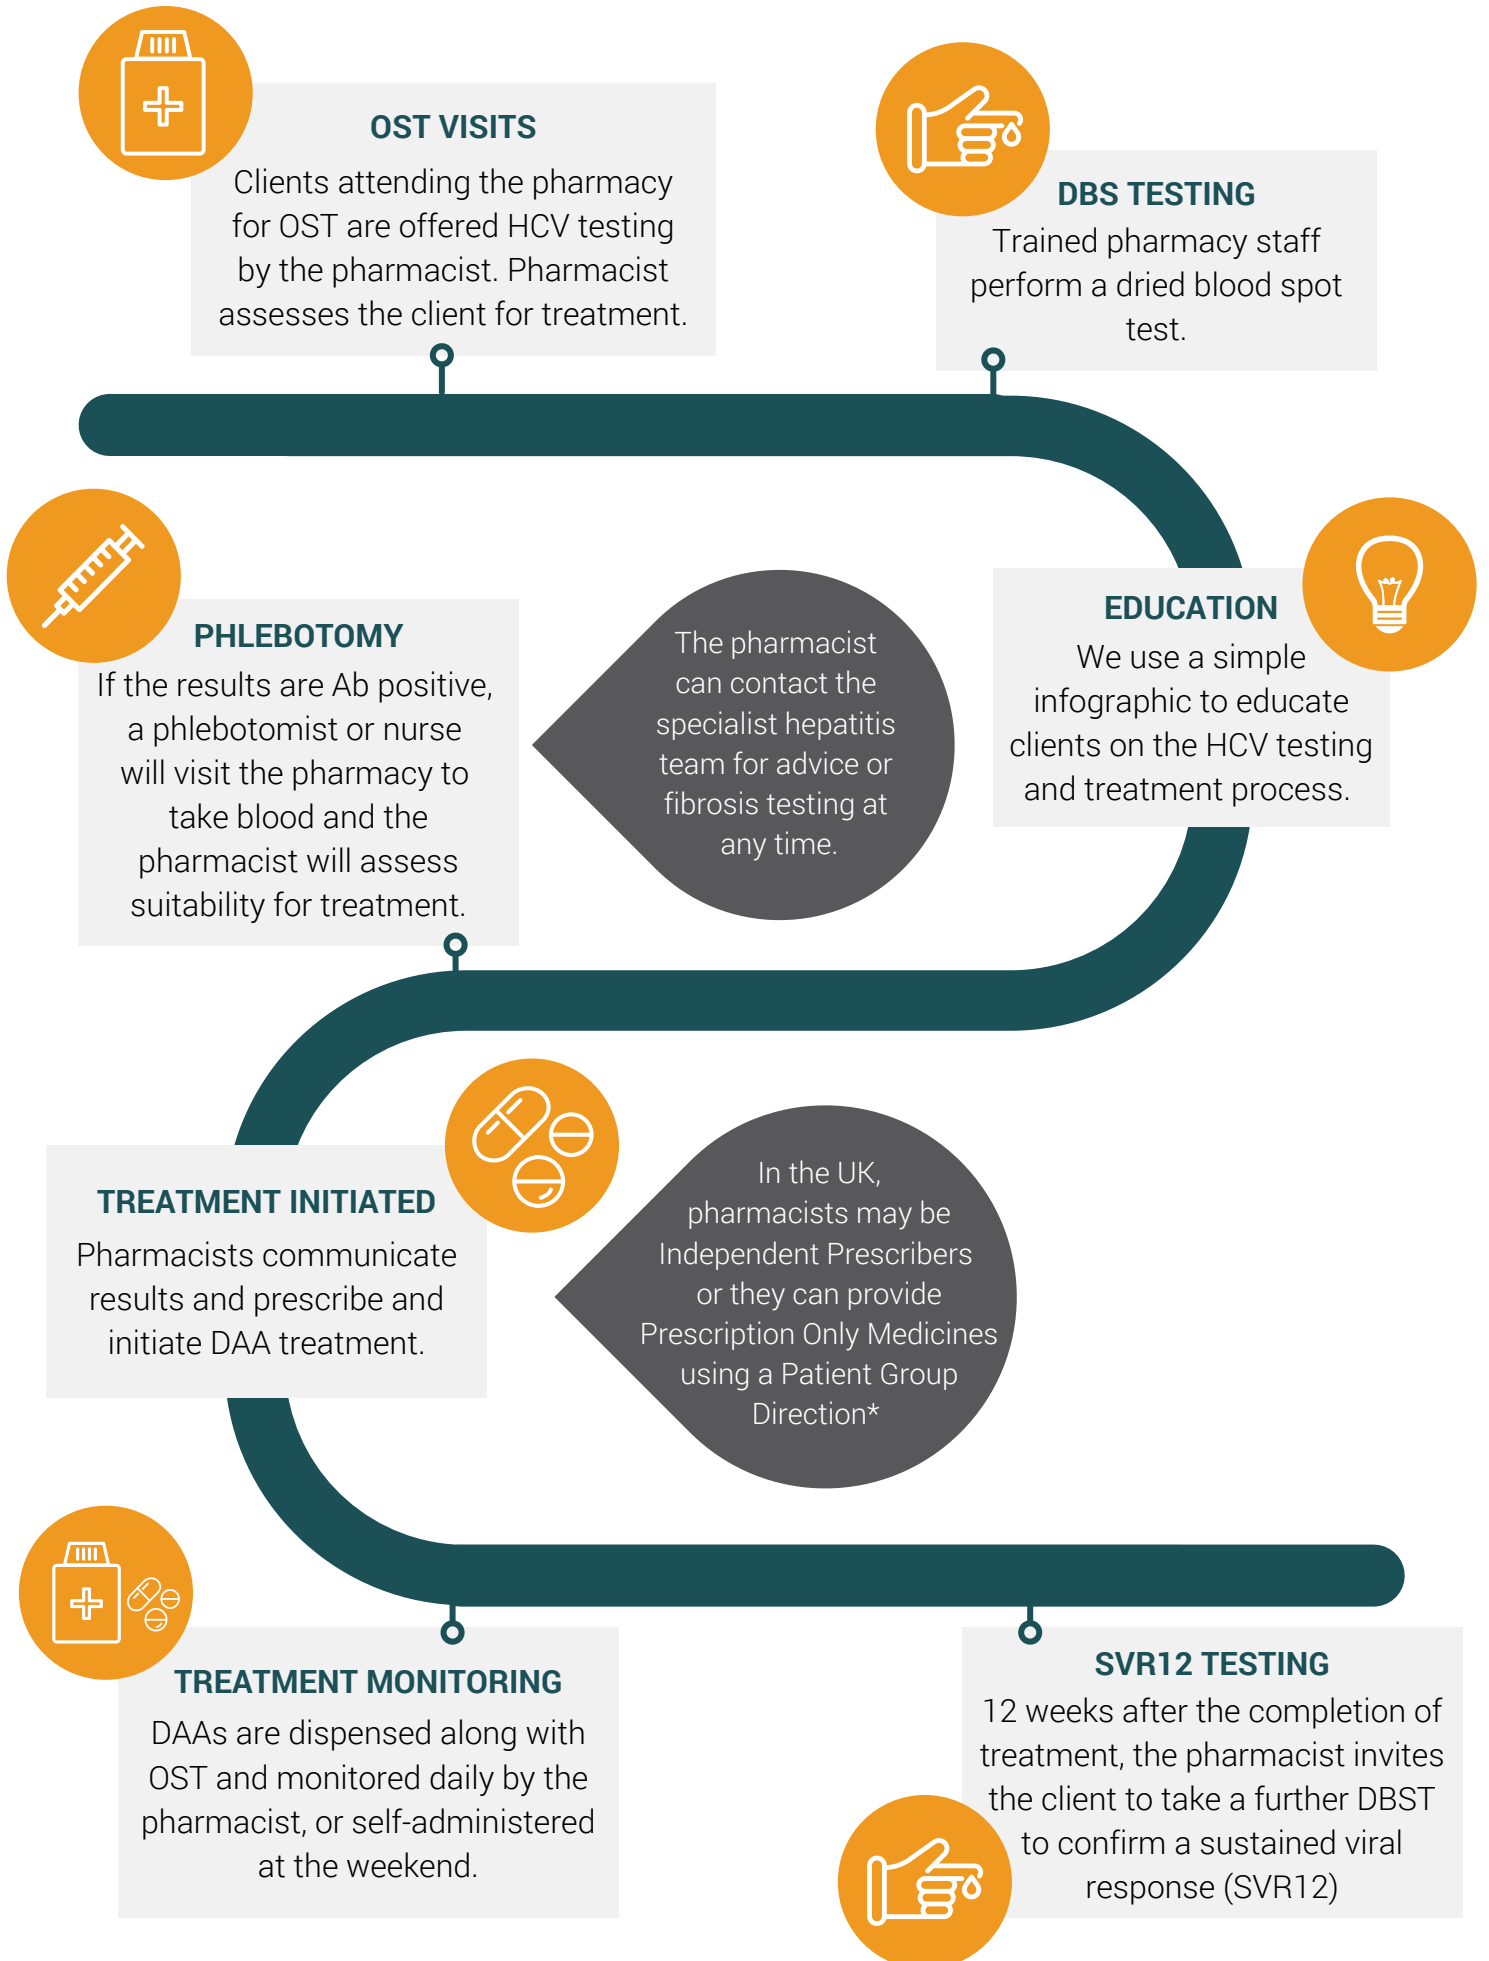 OST VISITS
Clients attending the pharmacy
for OST are offered HCV testing
by the pharmacist. Pharmacist
assesses the client for treatment.
DBS TESTING
Trained pharmacy staff
perform a dried blood spot
test.
EDUCATION
We use a simple
infographic to educate
clients on the HCV testing
and treatment process.
PHLEBOTOMY
If the results are Ab positive,
a phlebotomist or nurse
will visit the pharmacy to
take blood and the
pharmacist will assess
suitability for treatment.
The pharmacist
can contact the
specialist hepatitis
team for advice or
fibrosis testing at
any time.
TREATMENT INITIATED
Pharmacists communicate
results and prescribe and
initiate DAA treatment.
In the UK,
pharmacists may be
Independent Prescribers
or they can provide
Prescription Only Medicines
using a Patient Group
Direction*
TREATMENT MONITORING
DAAs are dispensed along with
OST and monitored daily by the
pharmacist, or self-administered
at the weekend.
SVR12 TESTING
12 weeks after the completion of
treatment, the pharmacist invites
the client to take a further DBST
to confirm a sustained viral
response (SVR12)